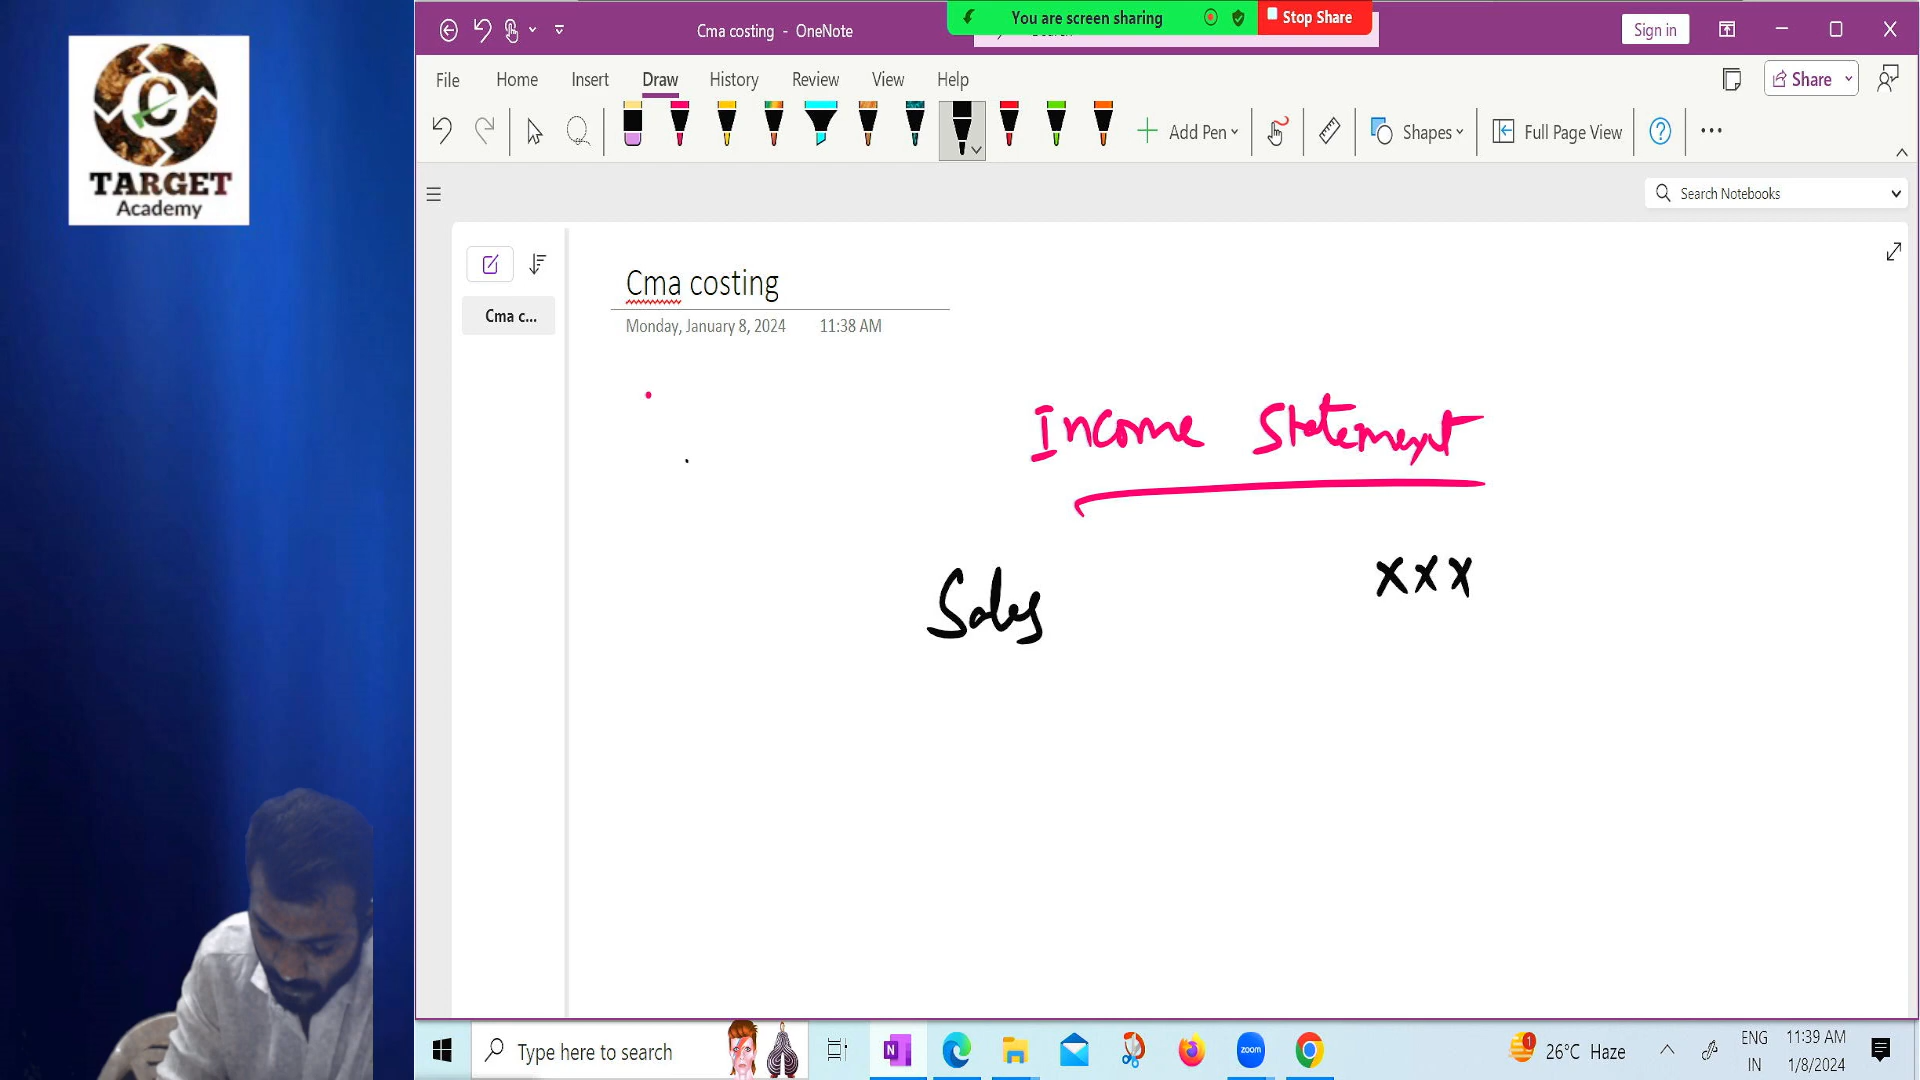 You are screen sharing
Stop Share
Cma costing - OneNote
Sign in
File Home Insert Draw History Review View Help
Share
Add Pen
Shapes
Full Page View
Search Notebooks
C
TARGET
Academy
Cma costing
Cma c...
Monday, January 8, 2024 11:38 AM
Income Statement
Sales xxx
Type here to search
N
zoom
1
26°C Haze
ENG
IN
11:39 AM
1/8/2024